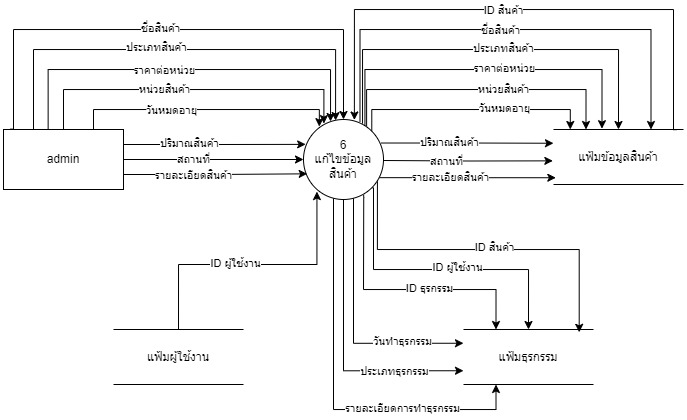 ID สินค้า
ชื่อสินค้า
ชื่อสินค้า
ประเภทสินค้า
ประเภทสินค้า
ราคาต่อหน่วย
ราคาต่อหน่วย
หน่วยสินค้า
หน่วยสินค้า
วันหมดอายุ
วันหมดอายุ
admin
ปริมาณสินค้า
สถานที่
รายละเอียดสินค้า
6
แก้ไขข้อมูล
สินค้า
ปริมาณสินค้า
สถานที่
รายละเอียดสินค้า
แฟ้มข้อมูลสินค้า
ID ผู้ใช้งาน
ID สินค้า
ID ผู้ใช้งาน
ID ธุรกรรม
แฟ้มผู้ใช้งาน
วันทำธุรกรรม
แฟ้มธุรกรรม
ประเภทธุรกรรม
รายละเอียดการทำธุรกรรม